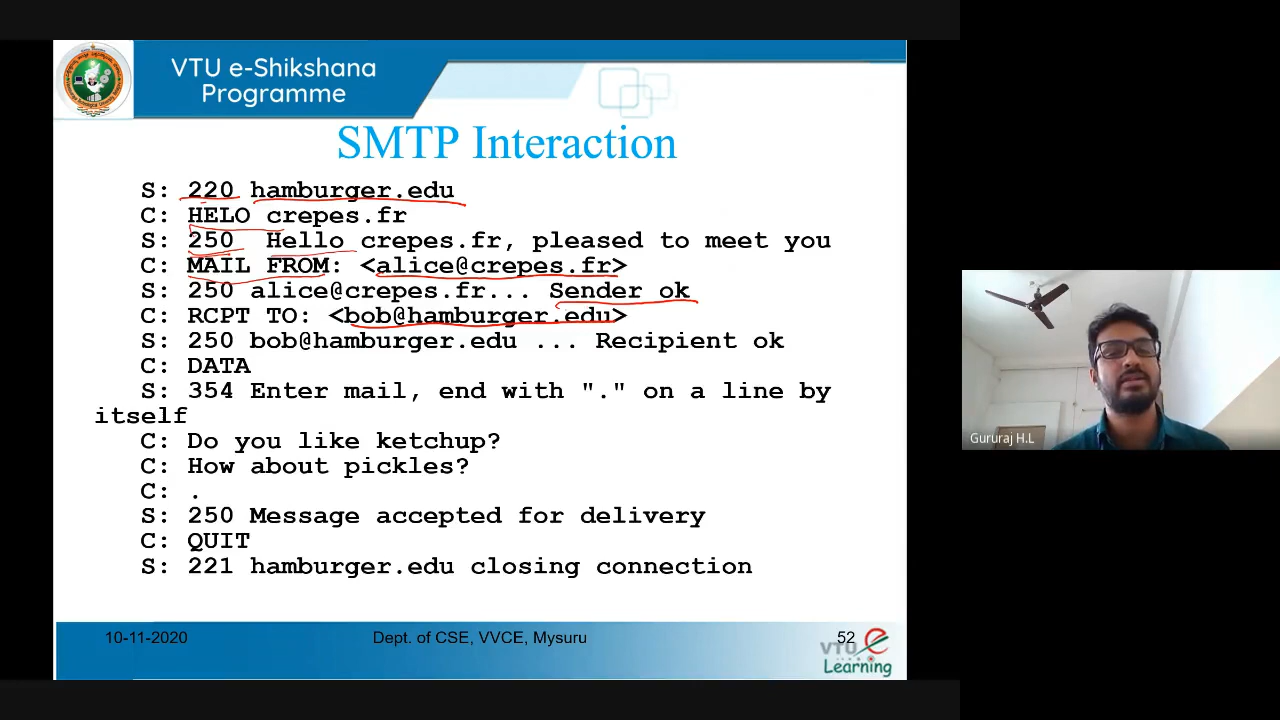 VTU e-Shikshana
Programme
SMTP Interaction
S: 220 hamburger.edu
C: HELO crepes.fr
S: 250 Hello crepes.fr, pleased to meet you
C: MAIL FROM: <alice@crepes.fr>
S: 250 alice@crepes.fr... Sender ok
C: RCPT TO: <bob@hamburger.edu>
S: 250 bob@hamburger.edu ... Recipient ok
C: DATA
S: 354 Enter mail, end with "." on a line by
itself
C: Do you like ketchup?
C: How about pickles?
C: .
S: 250 Message accepted for delivery
C: QUIT
S: 221 hamburger.edu closing connection
Gururaj H.L
10-11-2020 Dept. of CSE, VVCE, Mysuru 52
VTU e
Learning